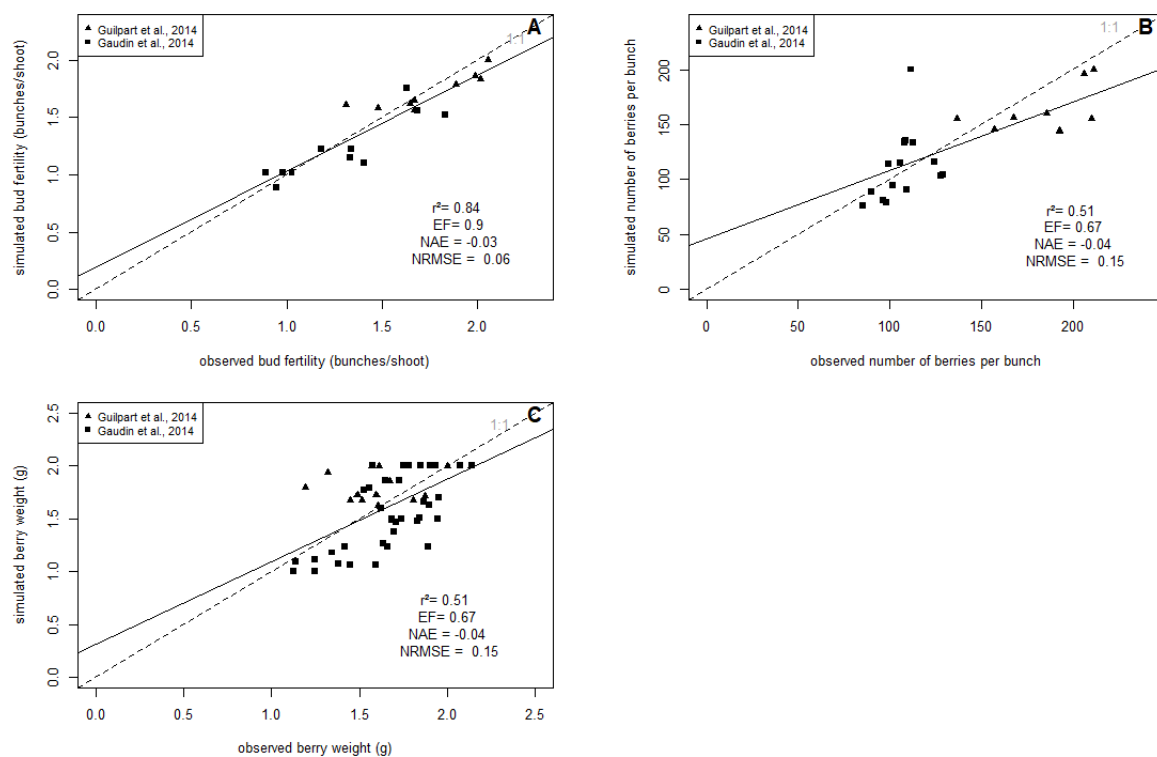 A
Guilpart et al., 2014
Gaudin et al., 2014
1:1
simulated bud fertility (bunches/shoot)
2.0
1.5
1.0
0.5
0.0
r²= 0.84
EF= 0.9
NAE = -0.03
NRMSE = 0.06
0.0 0.5 1.0 1.5 2.0
observed bud fertility (bunches/shoot)
B
Guilpart et al., 2014
Gaudin et al., 2014
1:1
simulated number of berries per bunch
200
150
100
50
0
r²= 0.51
EF= 0.67
NAE = -0.04
NRMSE = 0.15
0 50 100 150 200
observed number of berries per bunch
C
Guilpart et al., 2014
Gaudin et al., 2014
1:1
simulated berry weight (g)
2.5
2.0
1.5
1.0
0.5
0.0
r²= 0.51
EF= 0.67
NAE = -0.04
NRMSE = 0.15
0.0 0.5 1.0 1.5 2.0 2.5
observed berry weight (g)